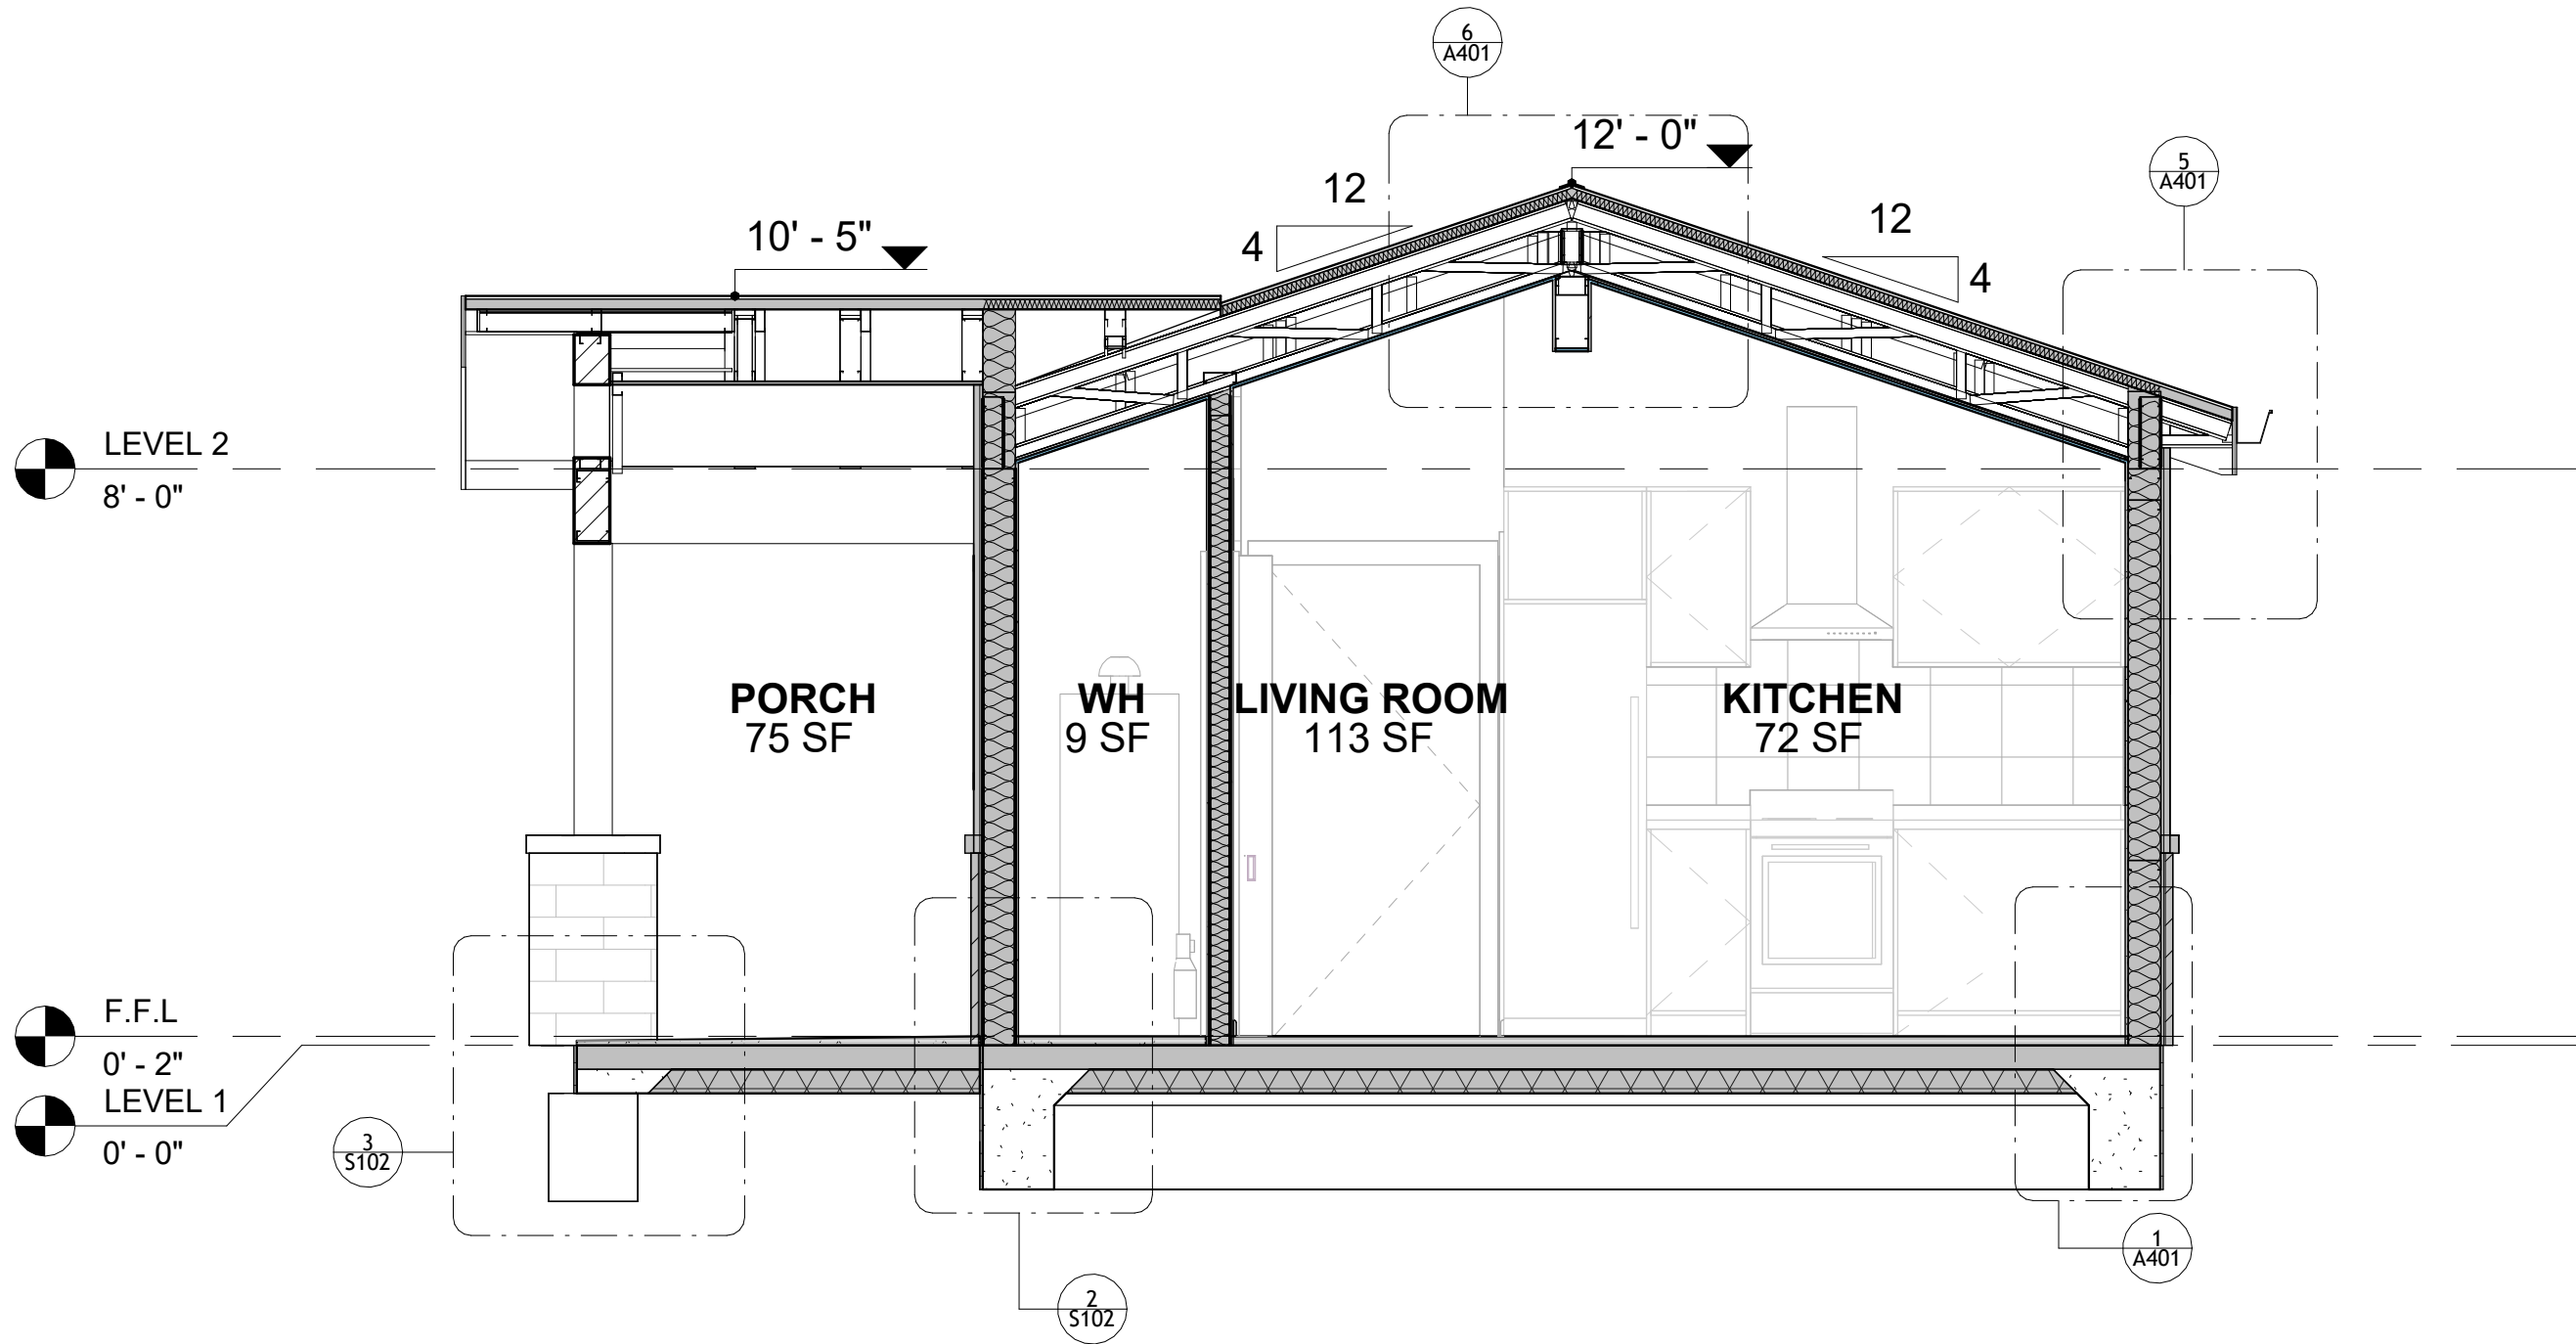 6
A401
12' - 0"
5
A401
12
4
12
4
10' - 5"
LEVEL 2
8' - 0"
PORCH
75 SF
WH
9 SF
LIVING ROOM
113 SF
KITCHEN
72 SF
F.F.L
0' - 2"
LEVEL 1
0' - 0"
3
S102
2
S102
1
A401